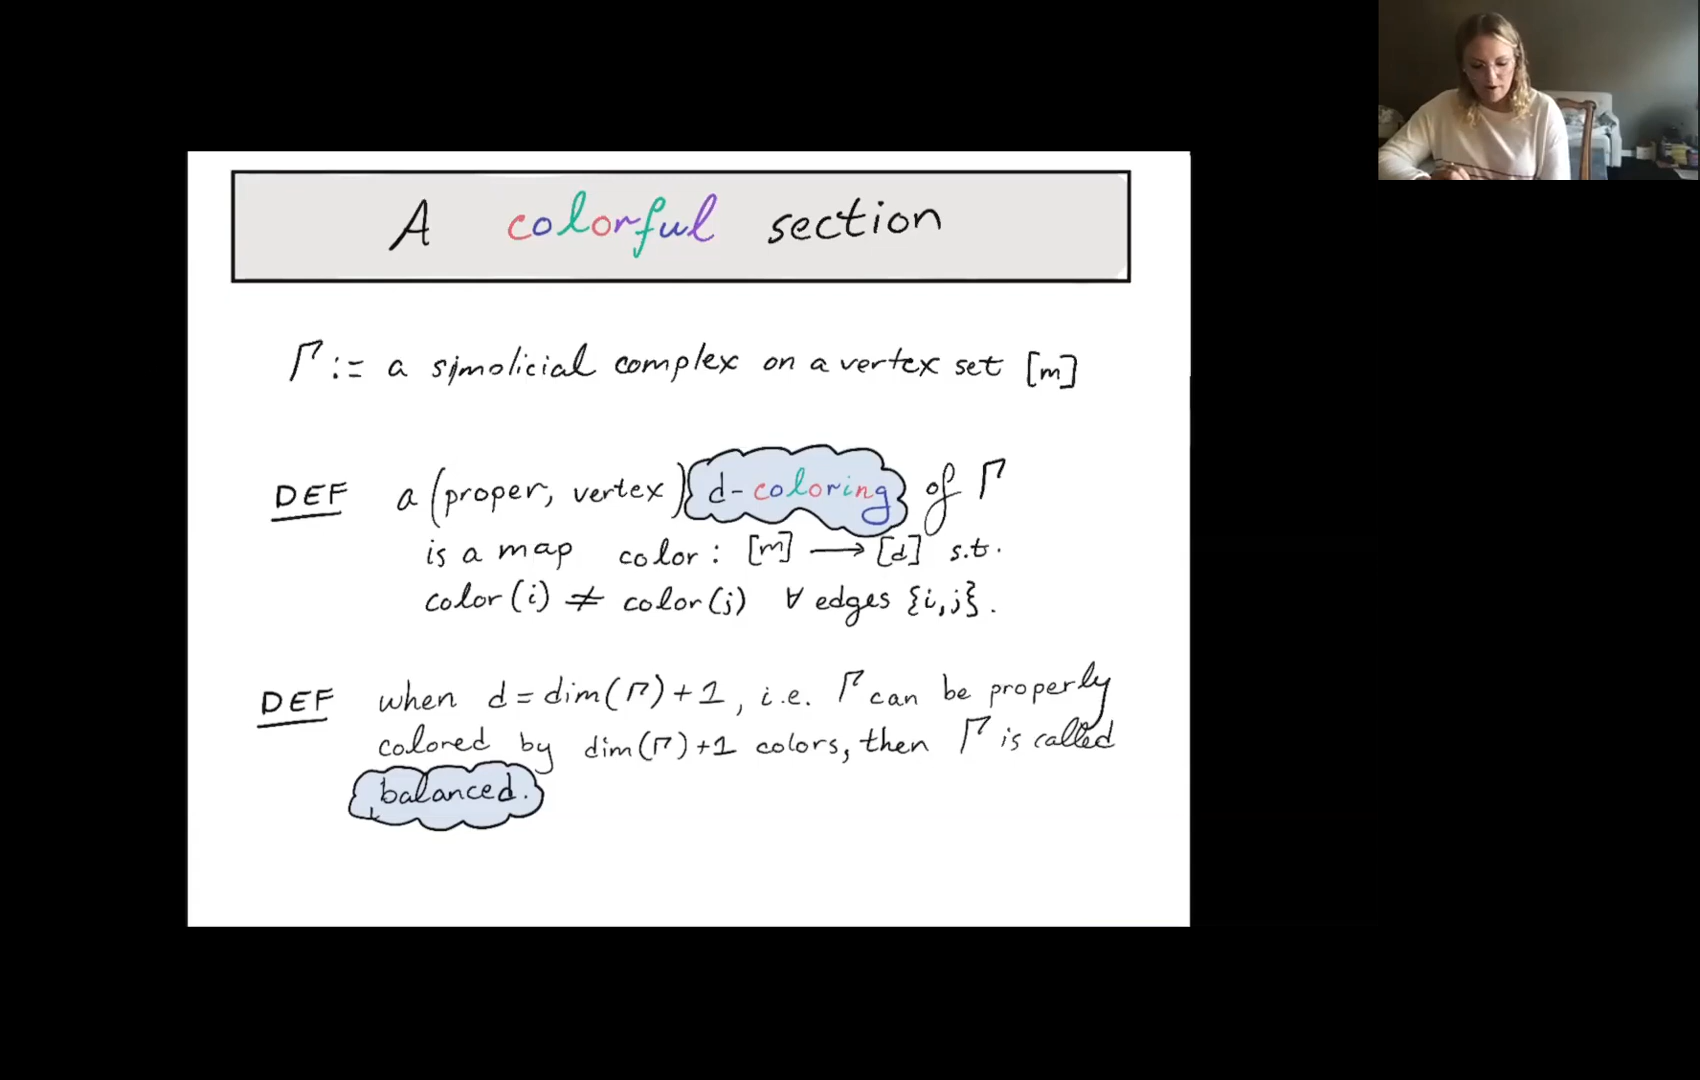 A colorful section
Γ := a simolicial complex on a vertex set [m]
DEF a (proper, vertex) d-coloring of Γ
is a map color : [m] ⟶ [d] s.t.
color(i) ≠ color(j) ∀ edges {i,j}.
DEF when d = dim(Γ) + 1, i.e. Γ can be properly
colored by dim(Γ) + 1 colors, then Γ is called
balanced.